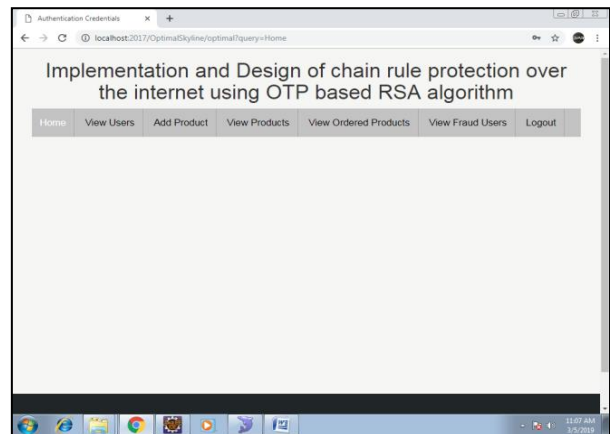 Authentication Credentials
localhost:2017/OptimalSkyline/optimal?query=Home
Implementation and Design of chain rule protection over
the internet using OTP based RSA algorithm
Home View Users Add Product View Products View Ordered Products View Fraud Users Logout
11:07 AM
3/5/2019